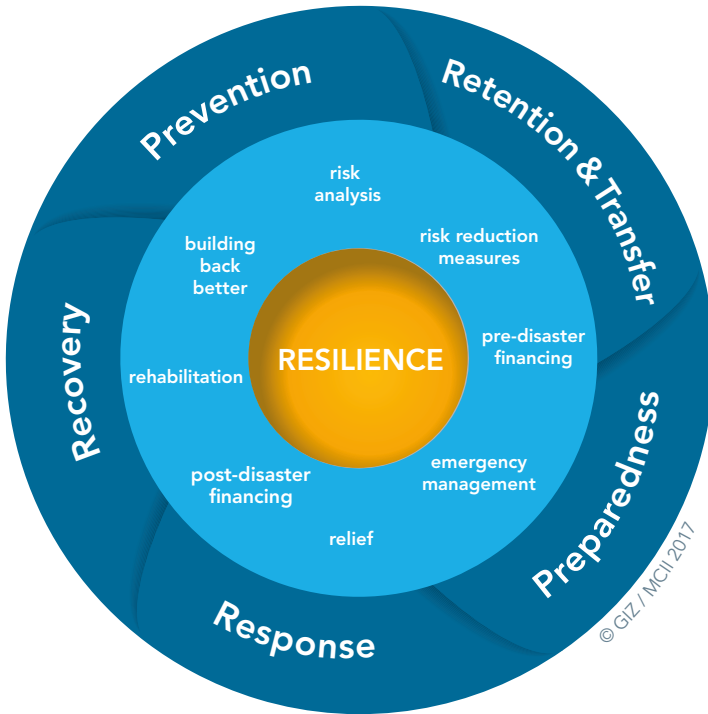 Prevention
Retention & Transfer
Preparedness
Response
Recovery
risk
analysis
risk reduction
measures
pre-disaster
financing
emergency
management
relief
post-disaster
financing
rehabilitation
building
back
better
RESILIENCE
© GIZ / MCII 2017